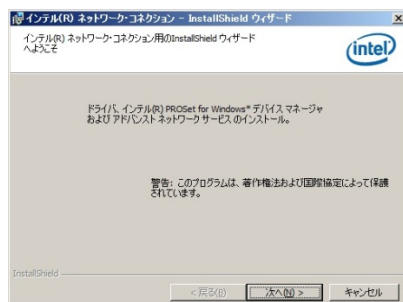 インテル(R) ネットワーク・コネクション - InstallShield ウィザード
インテル(R) ネットワーク・コネクション用のInstallShield ウィザード
へようこそ
intel
ドライバ、インテル(R) PROSet for Windows* デバイス マネージャ
および アドバンスト ネットワーク サービス のインストール。
警告: このプログラムは、著作権法および国際協定によって保護
されています。
InstallShield
< 戻る(B)
次へ(N) >
キャンセル